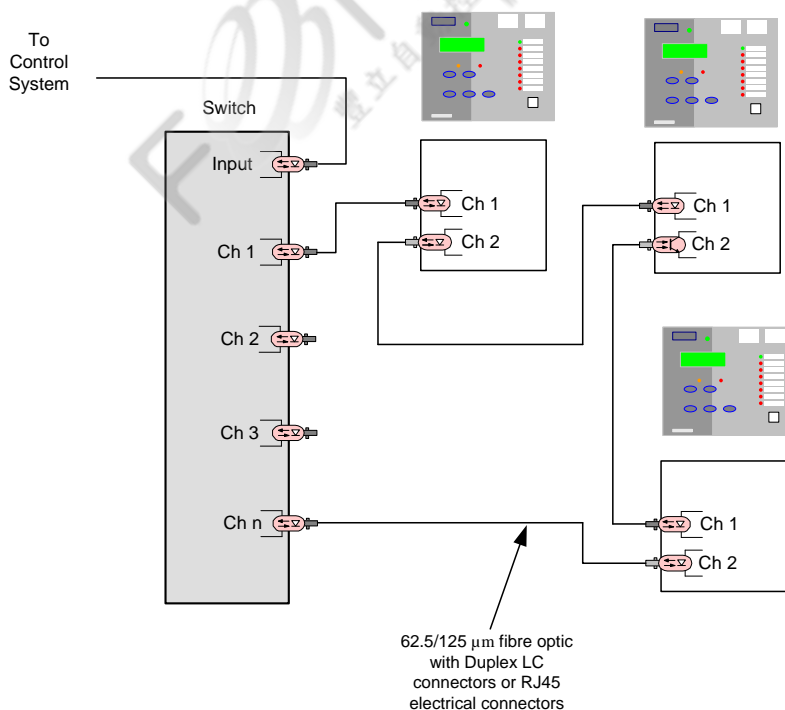 To
Control
System
Switch
Input
Ch 1
Ch 2
Ch 3
Ch n
Ch 1
Ch 2
Ch 1
Ch 2
Ch 1
Ch 2
62.5/125 µm fibre optic
with Duplex LC
connectors or RJ45
electrical connectors